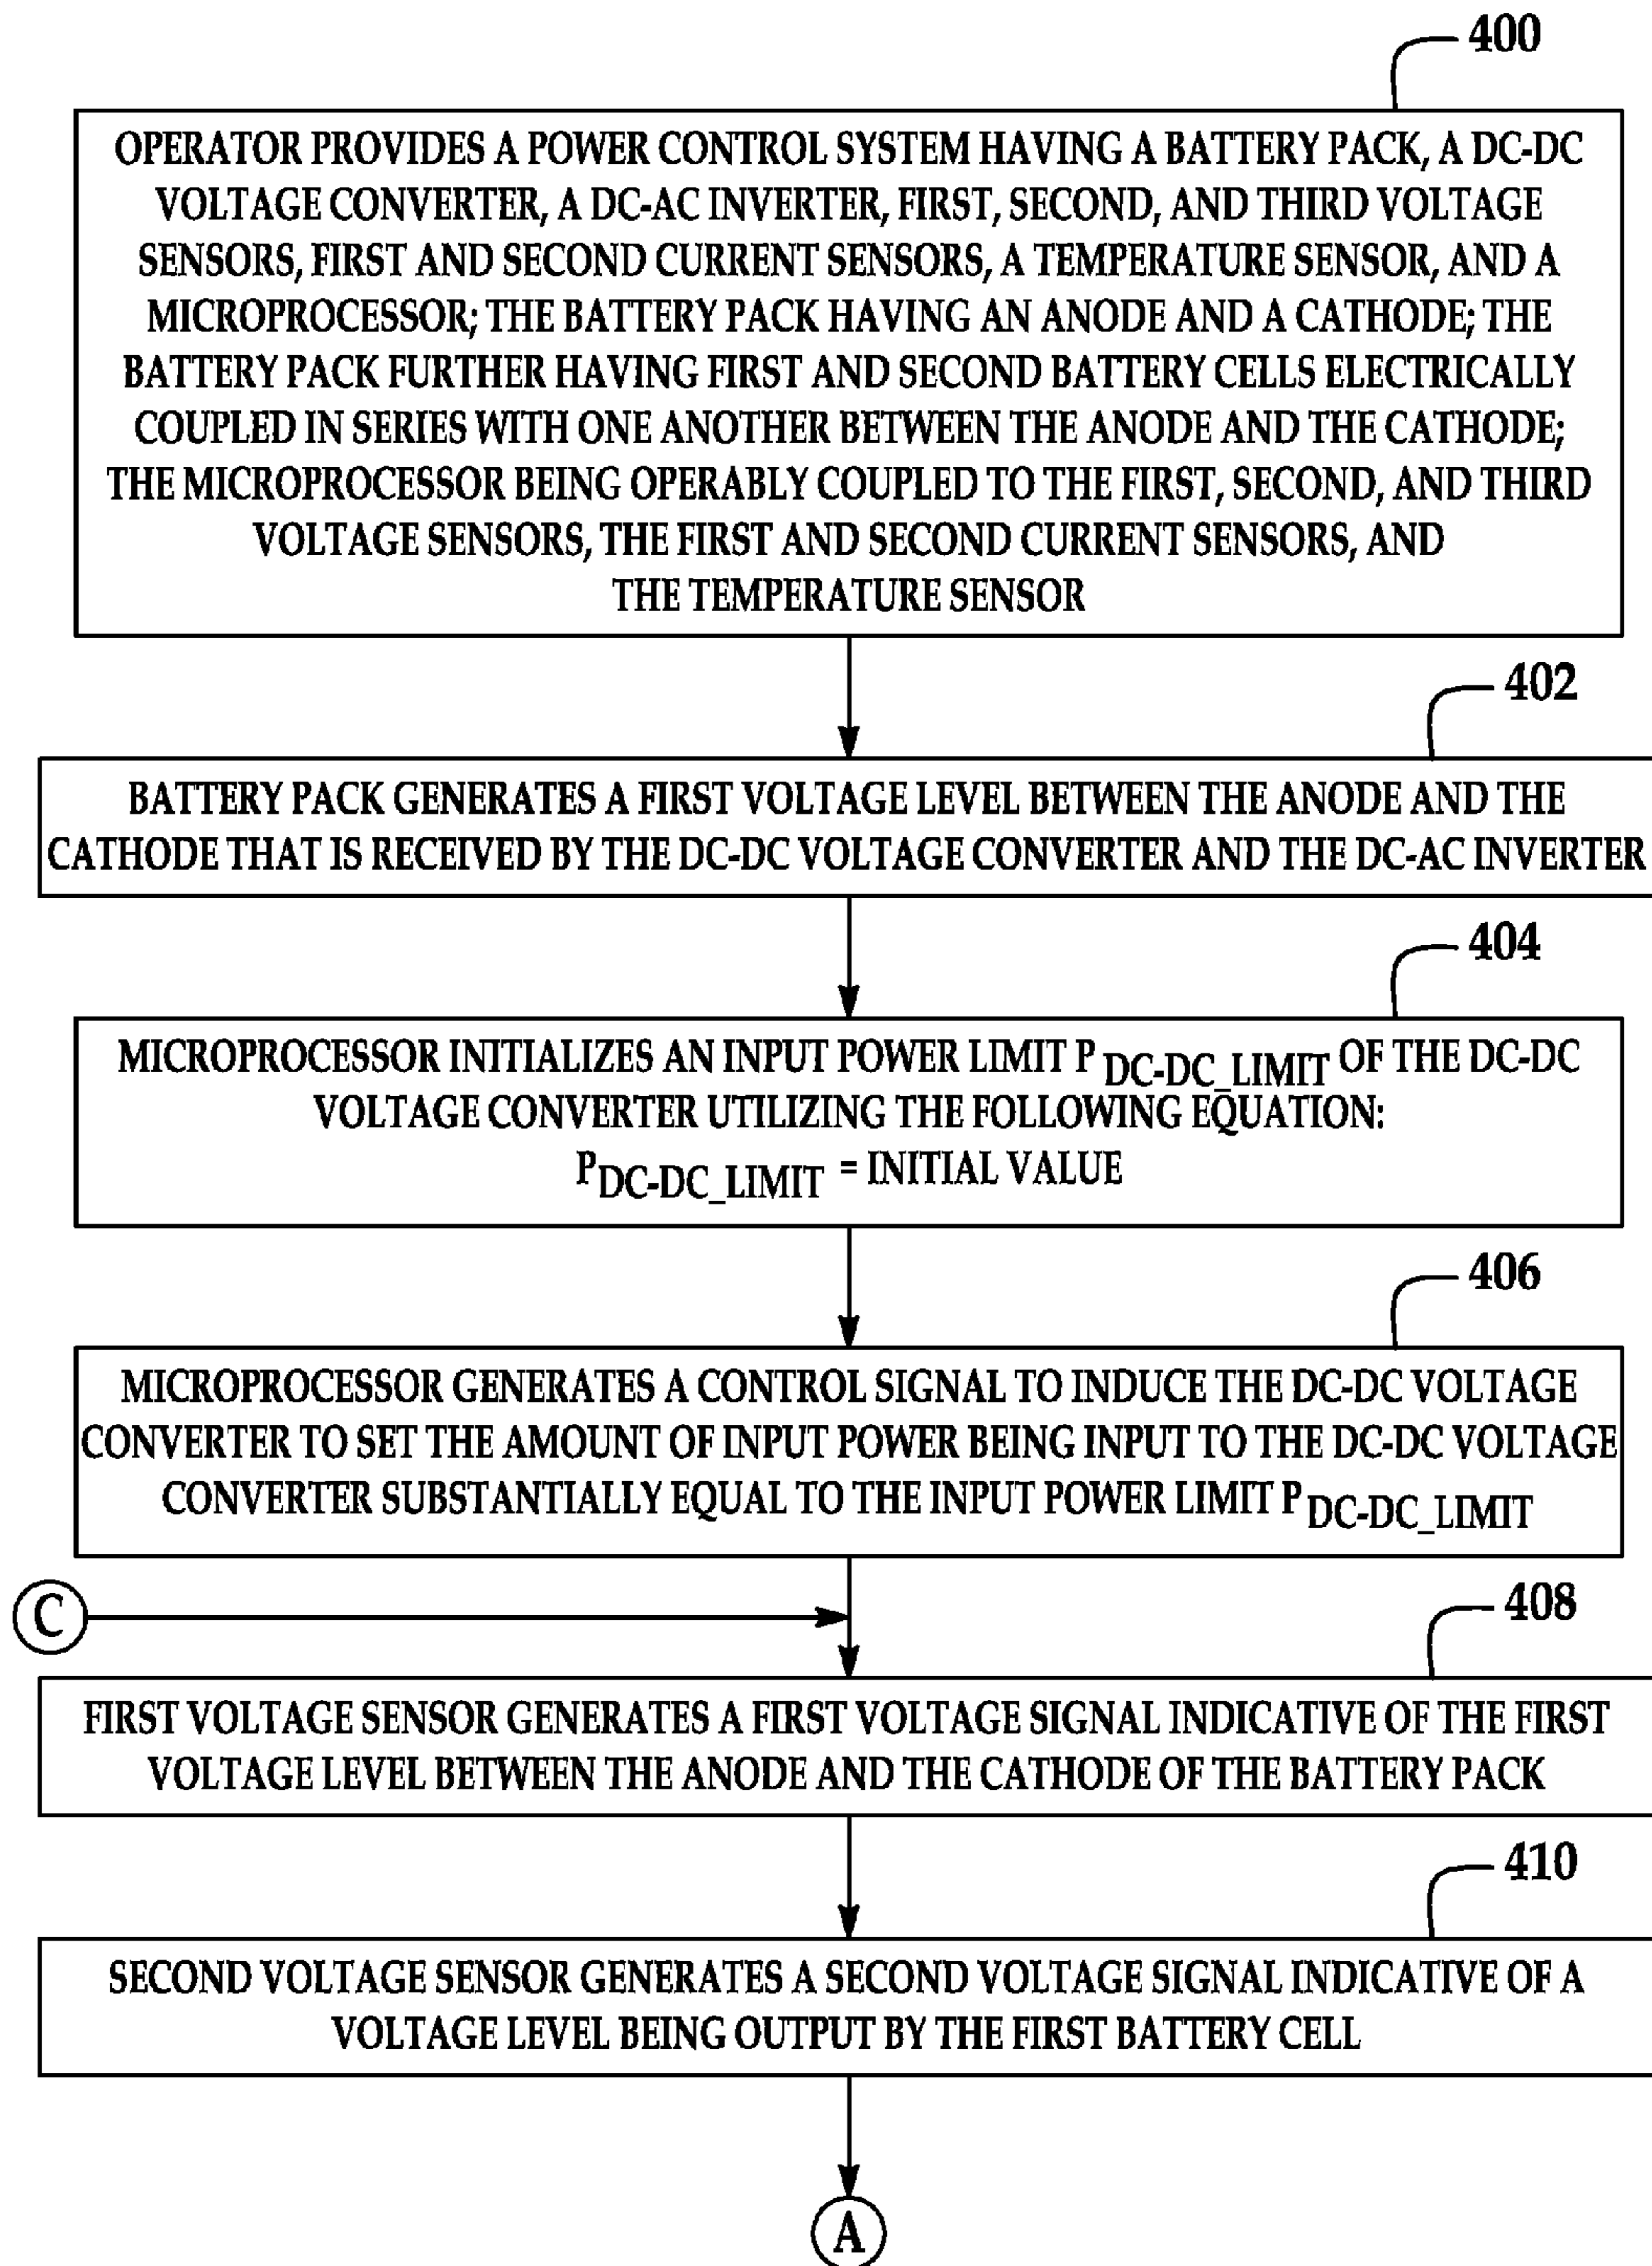 400
OPERATOR PROVIDES A POWER CONTROL SYSTEM HAVING A BATTERY PACK, A DC-DC
VOLTAGE CONVERTER, A DC-AC INVERTER, FIRST, SECOND, AND THIRD VOLTAGE
SENSORS, FIRST AND SECOND CURRENT SENSORS, A TEMPERATURE SENSOR, AND A
MICROPROCESSOR; THE BATTERY PACK HAVING AN ANODE AND A CATHODE; THE
BATTERY PACK FURTHER HAVING FIRST AND SECOND BATTERY CELLS ELECTRICALLY
COUPLED IN SERIES WITH ONE ANOTHER BETWEEN THE ANODE AND THE CATHODE;
THE MICROPROCESSOR BEING OPERABLY COUPLED TO THE FIRST, SECOND, AND THIRD
VOLTAGE SENSORS, THE FIRST AND SECOND CURRENT SENSORS, AND
THE TEMPERATURE SENSOR
402
BATTERY PACK GENERATES A FIRST VOLTAGE LEVEL BETWEEN THE ANODE AND THE
CATHODE THAT IS RECEIVED BY THE DC-DC VOLTAGE CONVERTER AND THE DC-AC INVERTER
404
MICROPROCESSOR INITIALIZES AN INPUT POWER LIMIT P DC-DC_LIMIT OF THE DC-DC
VOLTAGE CONVERTER UTILIZING THE FOLLOWING EQUATION:
P DC-DC_LIMIT = INITIAL VALUE
406
MICROPROCESSOR GENERATES A CONTROL SIGNAL TO INDUCE THE DC-DC VOLTAGE
CONVERTER TO SET THE AMOUNT OF INPUT POWER BEING INPUT TO THE DC-DC VOLTAGE
CONVERTER SUBSTANTIALLY EQUAL TO THE INPUT POWER LIMIT P DC-DC_LIMIT
C
408
FIRST VOLTAGE SENSOR GENERATES A FIRST VOLTAGE SIGNAL INDICATIVE OF THE FIRST
VOLTAGE LEVEL BETWEEN THE ANODE AND THE CATHODE OF THE BATTERY PACK
410
SECOND VOLTAGE SENSOR GENERATES A SECOND VOLTAGE SIGNAL INDICATIVE OF A
VOLTAGE LEVEL BEING OUTPUT BY THE FIRST BATTERY CELL
A